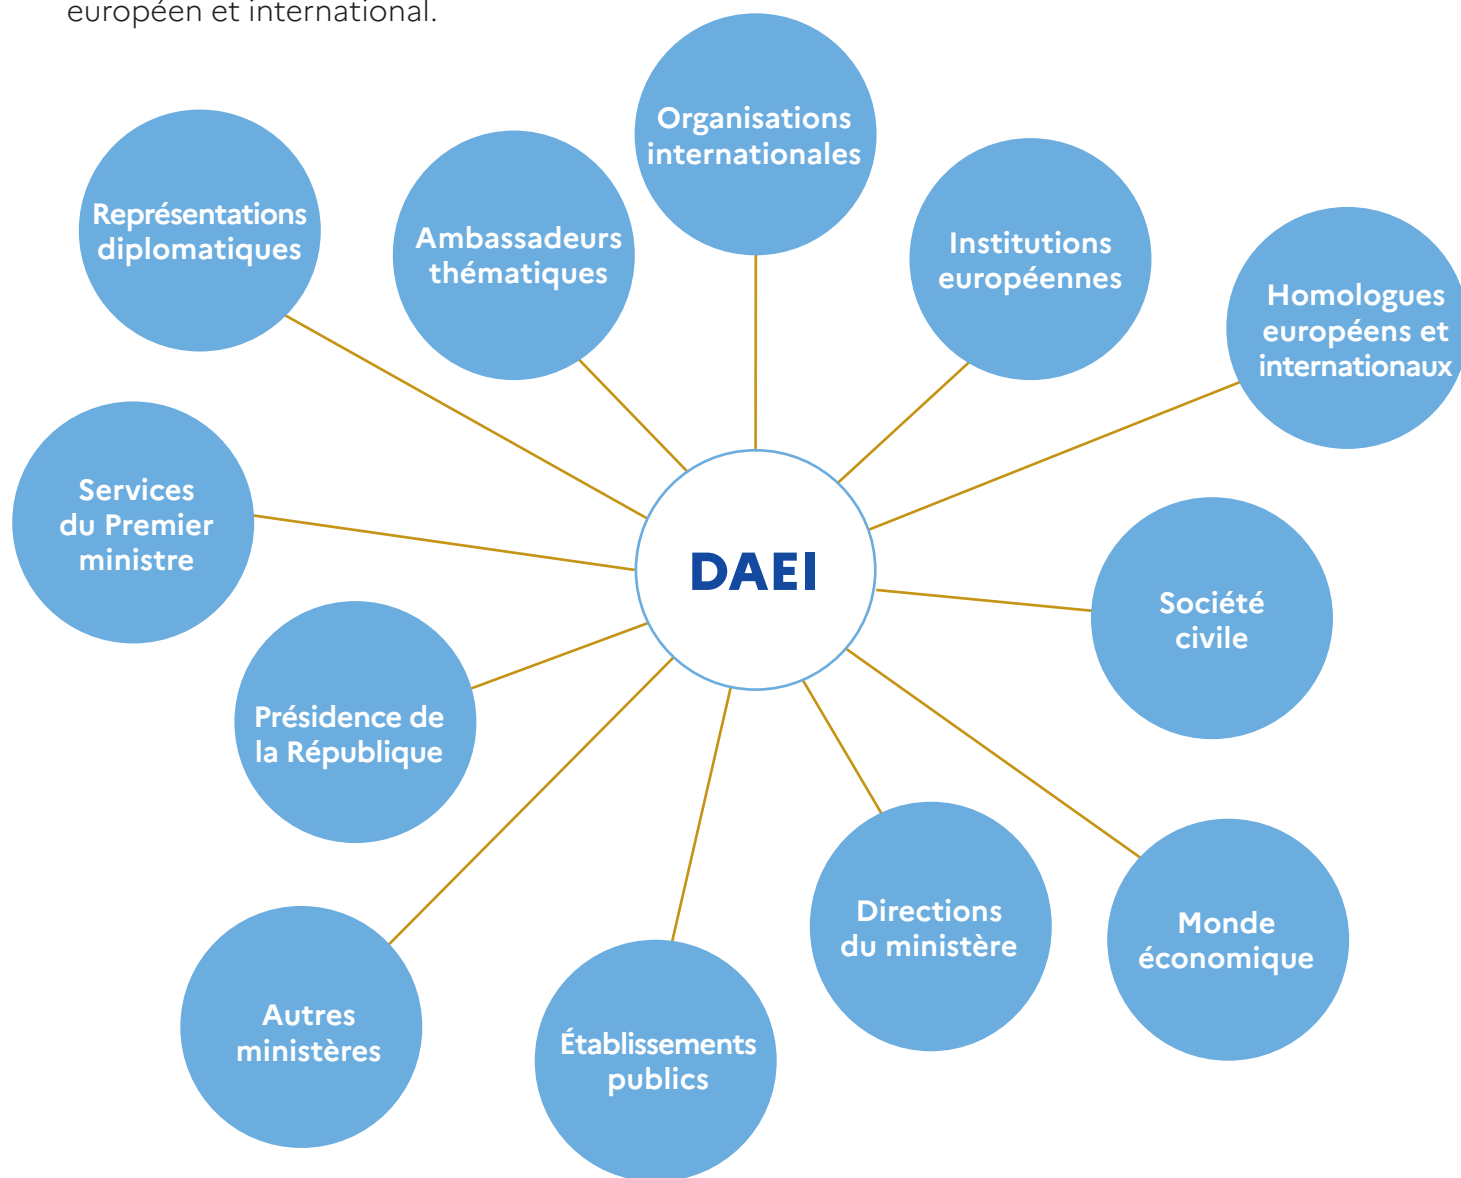 européen et international.
Organisations
internationales
Représentations
diplomatiques
Ambassadeurs
thématiques
Institutions
européennes
Homologues
européens et
internationaux
Services
du Premier
ministre
DAEI
Société
civile
Présidence de
la République
Directions
du ministère
Monde
économique
Autres
ministères
Établissements
publics